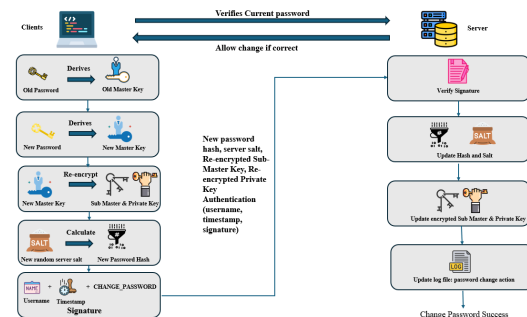 Verifies Current password
Clients
Server
Allow change if correct
Derives
Old Password
Old Master Key
Derives
New Password
New Master Key
Re-encrypt
New Master Key
Sub Master & Private Key
Calculate
SALT
New random server salt
New Password Hash
NAME
+
+
CHANGE_PASSWORD
Username
Timestamp
Signature
New password
hash, server salt,
Re-encrypted Sub-
Master Key, Re-
encrypted Private
Key
Authentication
(username,
timestamp,
signature)
Verify Signature
SALT
Update Hash and Salt
Update encrypted Sub Master & Private Key
LOG
Update log file: password change action
Change Password Success